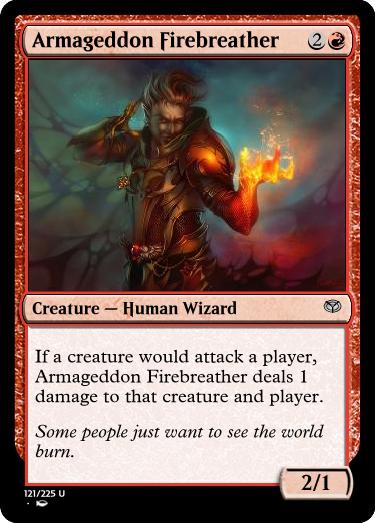 Armageddon Firebreather 2
Creature — Human Wizard
If a creature would attack a player,
Armageddon Firebreather deals 1
damage to that creature and player.
Some people just want to see the world
burn.
2/1
121/225 U